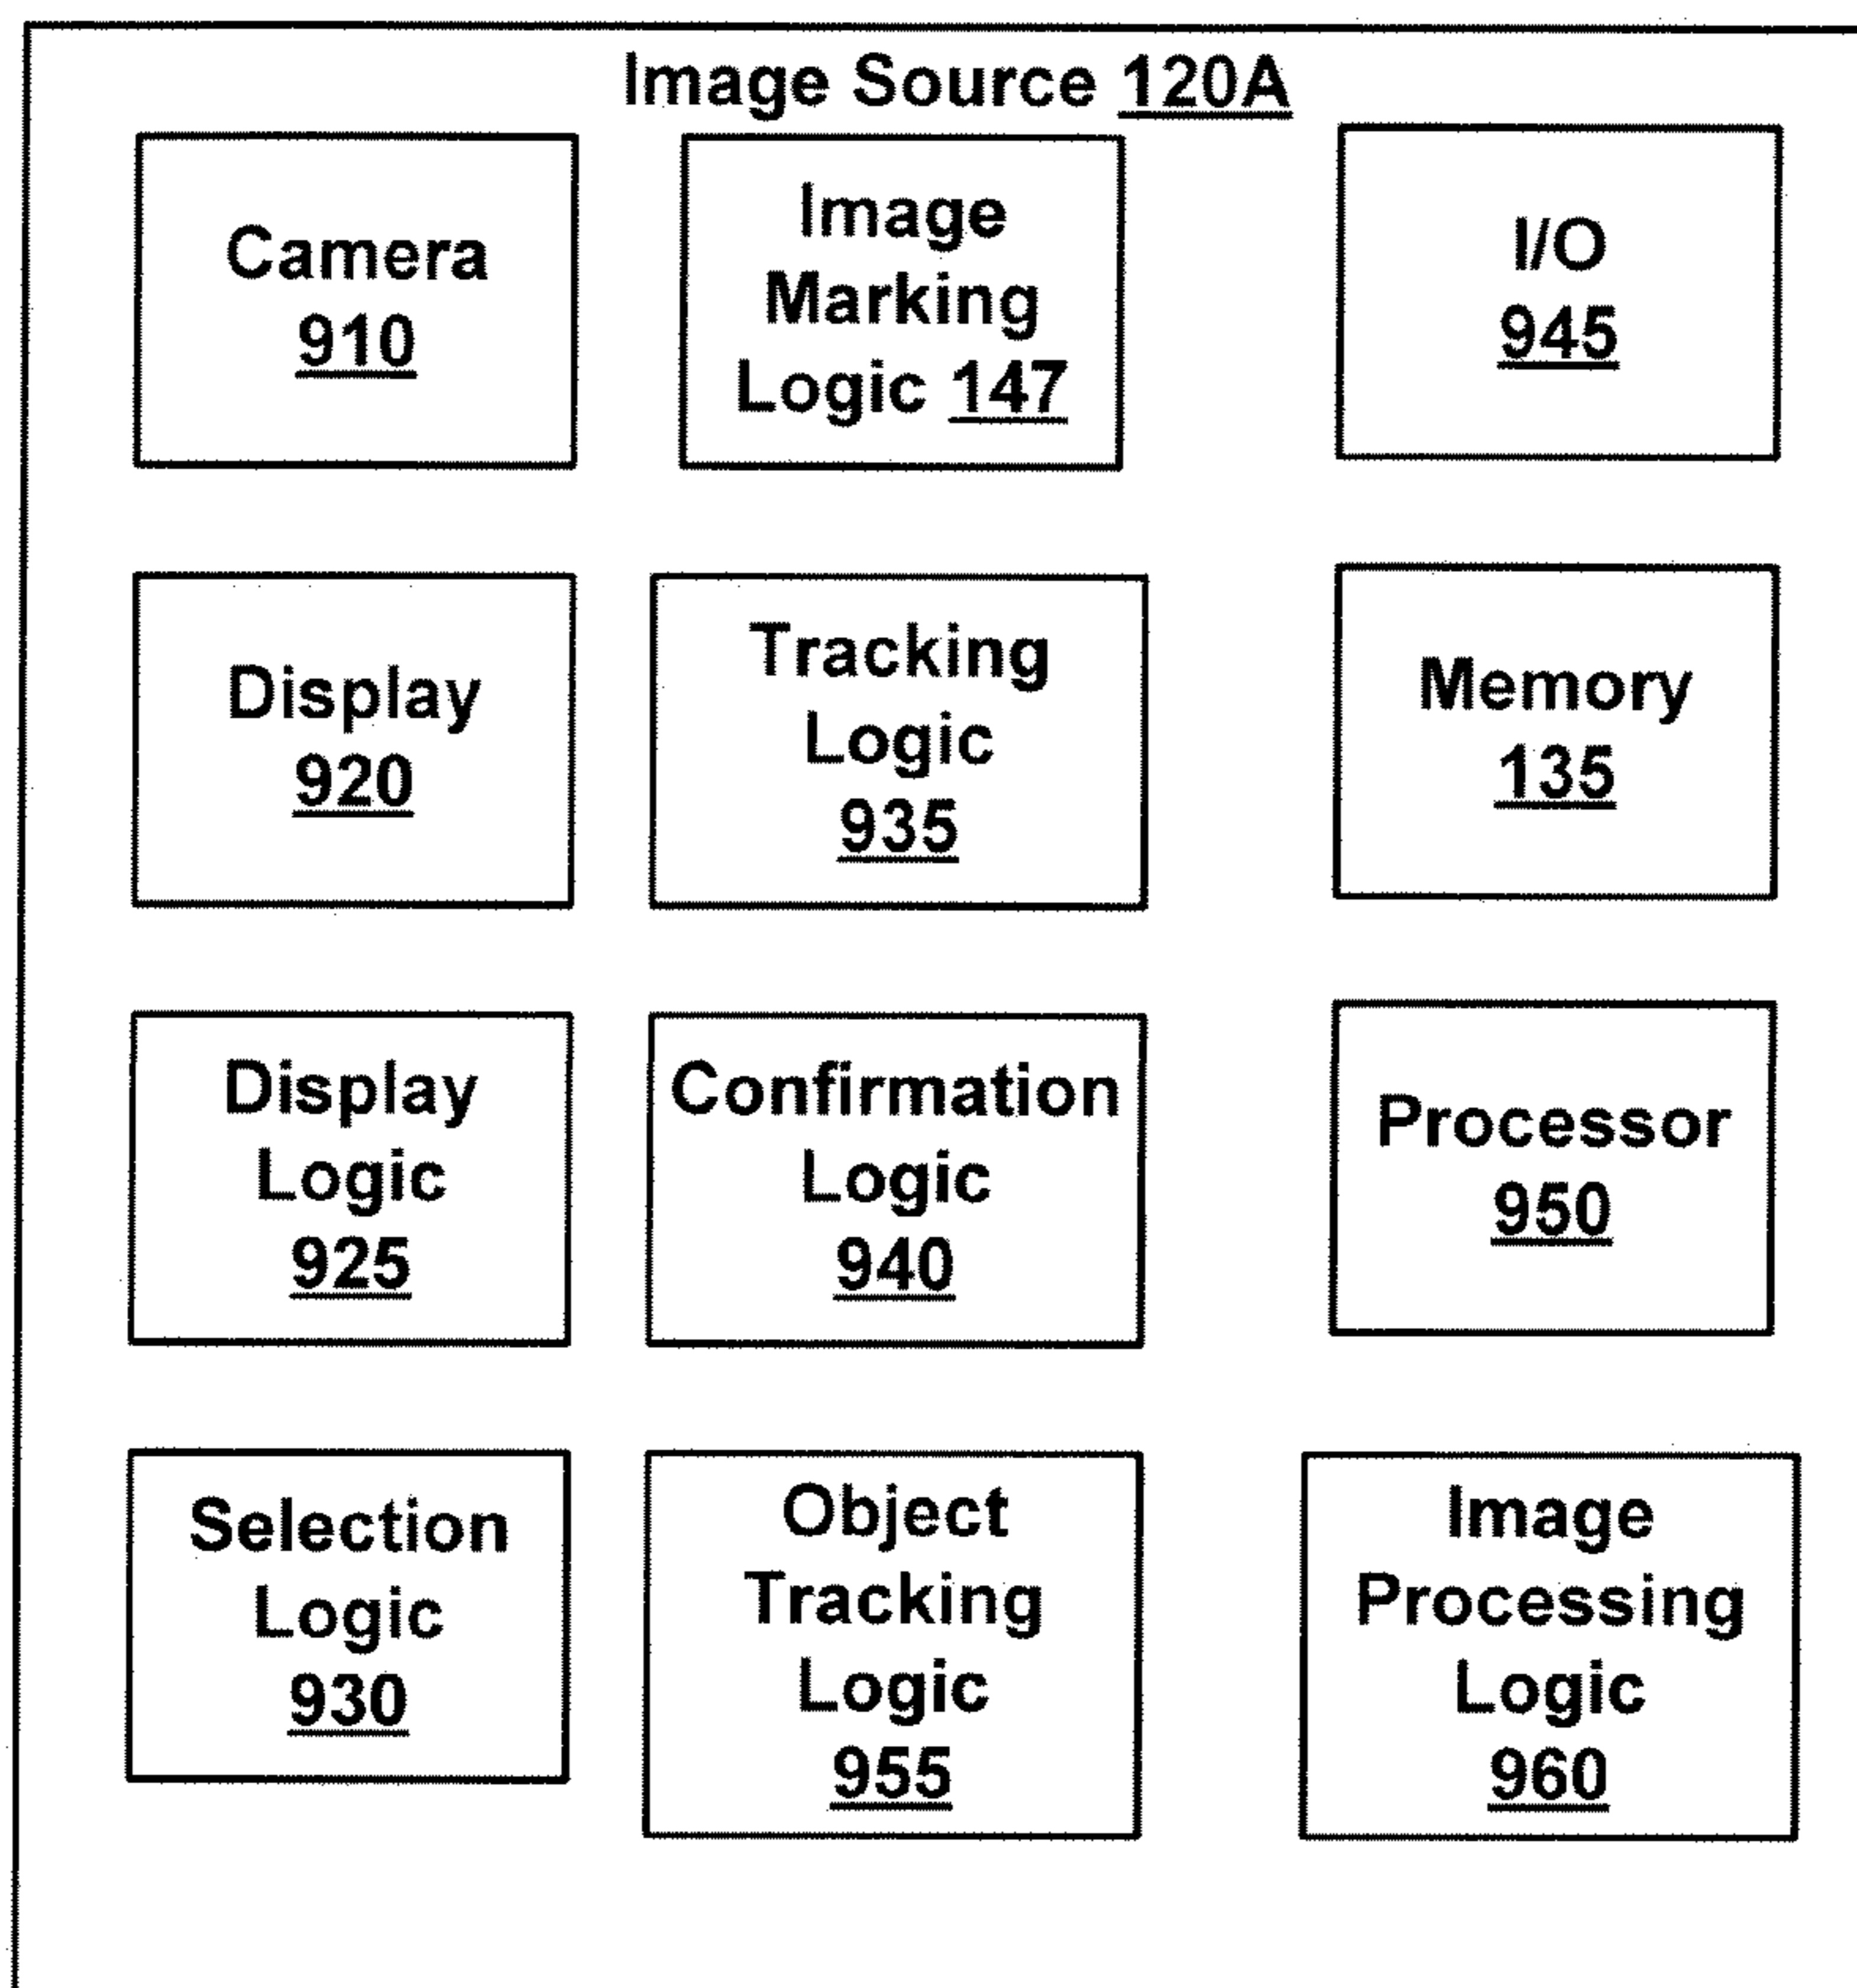 Image Source 120A
Camera
910
Image
Marking
Logic 147
I/O
945
Display
920
Tracking
Logic
935
Memory
135
Display
Logic
925
Confirmation
Logic
940
Processor
950
Selection
Logic
930
Object
Tracking
Logic
955
Image
Processing
Logic
960